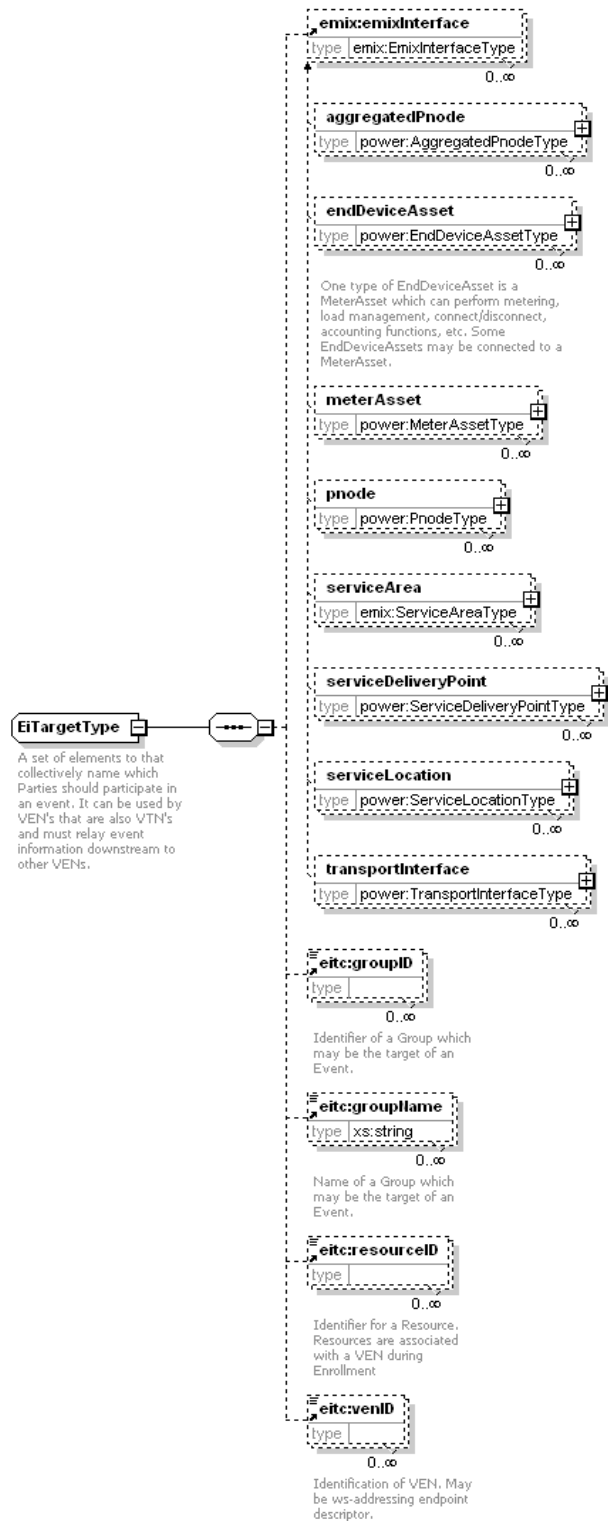 emix:emixInterface
type emix:EmixInterfaceType
0..∞
aggregatedPnode
type power:AggregatedPnodeType
0..∞
endDeviceAsset
type power:EndDeviceAssetType
0..∞
One type of EndDeviceAsset is a
MeterAsset which can perform metering,
load management, connect/disconnect,
accounting functions, etc. Some
EndDeviceAssets may be connected to a
MeterAsset.
meterAsset
type power:MeterAssetType
0..∞
pnode
type power:PnodeType
0..∞
serviceArea
type emix:ServiceAreaType
0..∞
serviceDeliveryPoint
type power:ServiceDeliveryPointType
0..∞
EiTargetType
A set of elements to that
collectively name which
Parties should participate in
an event. It can be used by
VEN's that are also VTN's
and must relay event
information downstream to
other VENs.
serviceLocation
type power:ServiceLocationType
0..∞
transportInterface
type power:TransportInterfaceType
0..∞
eitc:groupID
type
0..∞
Identifier of a Group which
may be the target of an
Event.
eitc:groupName
type xs:string
0..∞
Name of a Group which
may be the target of an
Event.
eitc:resourceID
type
0..∞
Identifier for a Resource.
Resources are associated
with a VEN during
Enrollment
eitc:venID
type
0..∞
Identification of VEN. May
be ws-addressing endpoint
descriptor.